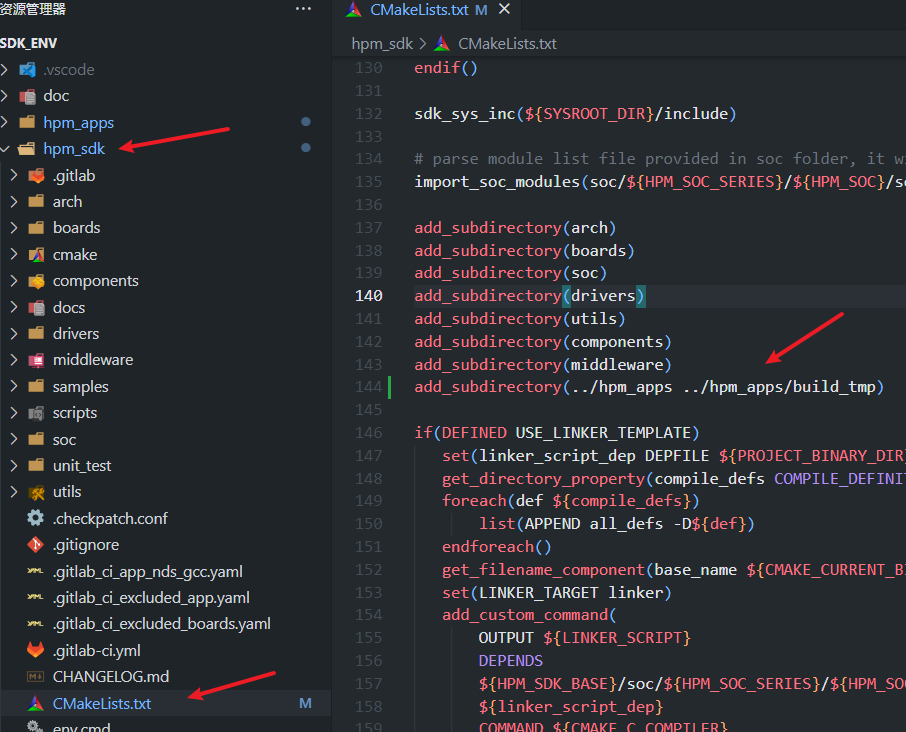 资源管理器
SDK_ENV
.vscode
doc
hpm_apps
hpm_sdk
.gitlab
arch
boards
cmake
components
docs
drivers
middleware
samples
scripts
soc
unit_test
utils
.checkpatch.conf
.gitignore
.gitlab_ci_app_nds_gcc.yaml
.gitlab_ci_excluded_app.yaml
.gitlab_ci_excluded_boards.yaml
.gitlab-ci.yml
CHANGELOG.md
CMakeLists.txt M
env.cmd
CMakeLists.txt M
hpm_sdk > CMakeLists.txt
130 endif()
131
132 sdk_sys_inc(${SYSROOT_DIR}/include)
133
134 # parse module list file provided in soc folder, it w
135 import_soc_modules(soc/${HPM_SOC_SERIES}/${HPM_SOC}/s
136
137 add_subdirectory(arch)
138 add_subdirectory(boards)
139 add_subdirectory(soc)
140 add_subdirectory(drivers)
141 add_subdirectory(utils)
142 add_subdirectory(components)
143 add_subdirectory(middleware)
144 add_subdirectory(../hpm_apps ../hpm_apps/build_tmp)
145
146 if(DEFINED USE_LINKER_TEMPLATE)
147 set(linker_script_dep DEPFILE ${PROJECT_BINARY_DIR}
148 get_directory_property(compile_defs COMPILE_DEFINI
149 foreach(def ${compile_defs})
150 list(APPEND all_defs -D${def})
151 endforeach()
152 get_filename_component(base_name ${CMAKE_CURRENT_BI
153 set(LINKER_TARGET linker)
154 add_custom_command(
155 OUTPUT ${LINKER_SCRIPT}
156 DEPENDS
157 ${HPM_SDK_BASE}/soc/${HPM_SOC_SERIES}/${HPM_SO
158 ${linker_script_dep}
159 COMMAND ${CMAKE_C_COMPILER}